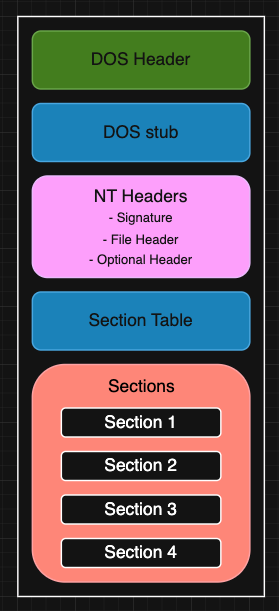 DOS Header
DOS stub
NT Headers
- Signature
- File Header
- Optional Header
Section Table
Sections
Section 1
Section 2
Section 3
Section 4